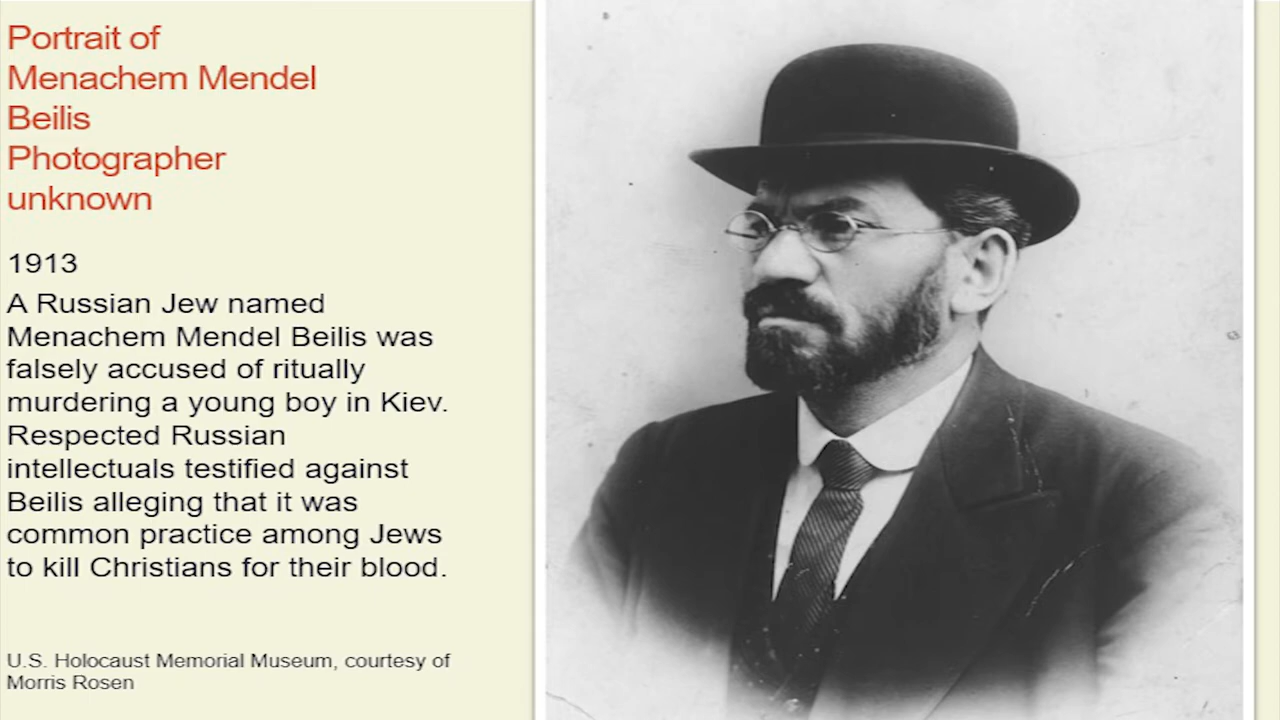 Portrait of
Menachem Mendel
Beilis
Photographer
unknown
1913
A Russian Jew named
Menachem Mendel Beilis was
falsely accused of ritually
murdering a young boy in Kiev.
Respected Russian
intellectuals testified against
Beilis alleging that it was
common practice among Jews
to kill Christians for their blood.
U.S. Holocaust Memorial Museum, courtesy of
Morris Rosen